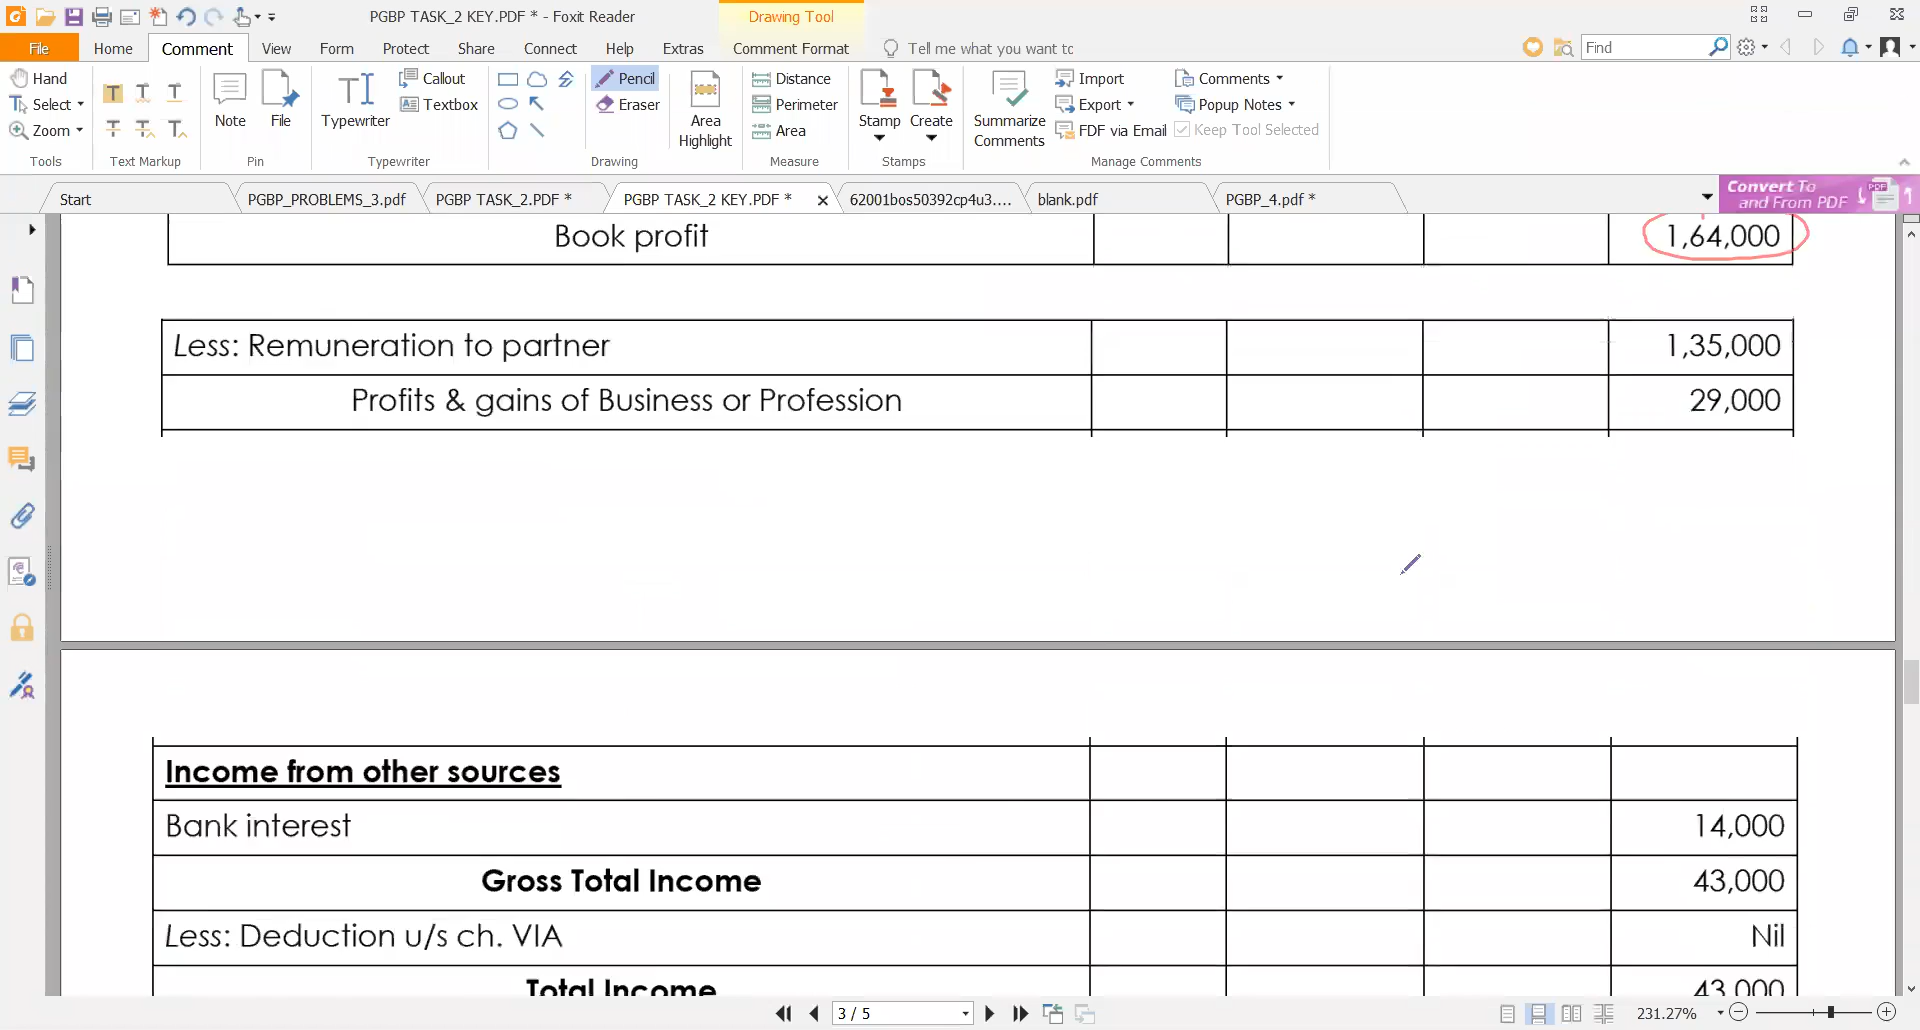 PGBP TASK_2 KEY.PDF * - Foxit Reader
Drawing Tool
File Home Comment View Form Protect Share Connect Help Extras Comment Format Tell me what you want to Find
Hand
Select
Zoom
Tools
Text Markup
Note
File
Pin
Typewriter
Callout
Textbox
Typewriter
Pencil
Eraser
Drawing
Area
Highlight
Distance
Perimeter
Area
Measure
Stamp
Create
Stamps
Summarize
Comments
Import
Export
FDF via Email
Comments
Popup Notes
Keep Tool Selected
Manage Comments
Start PGBP_PROBLEMS_3.pdf PGBP TASK_2.PDF * PGBP TASK_2 KEY.PDF * 62001bos50392cp4u3.... blank.pdf PGBP_4.pdf *
Convert To
and From PDF
PDF
Book profit 1,64,000
Less: Remuneration to partner 1,35,000
Profits & gains of Business or Profession 29,000
Income from other sources
Bank interest 14,000
Gross Total Income 43,000
Less: Deduction u/s ch. VIA Nil
Total Income 43,000
3 / 5
231.27%